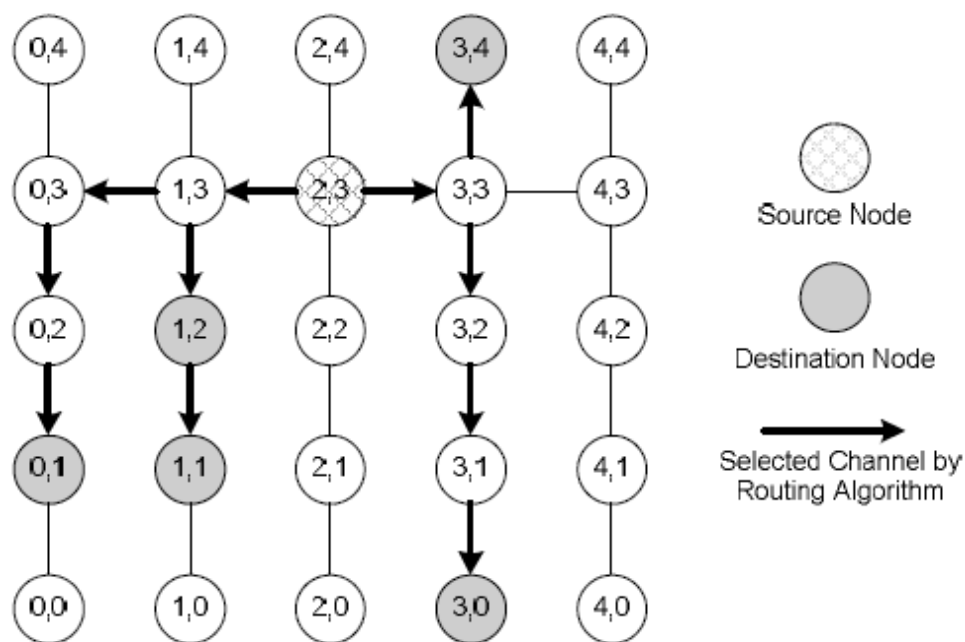 0,4 1,4 2,4 3,4 4,4
0,3 1,3 2,3 3,3 4,3
0,2 1,2 2,2 3,2 4,2
0,1 1,1 2,1 3,1 4,1
0,0 1,0 2,0 3,0 4,0
Source Node
Destination Node
Selected Channel by
Routing Algorithm